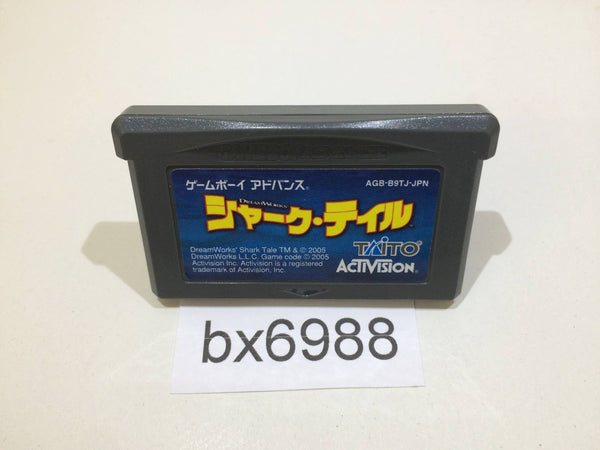 ゲームボーイ アドバンス
AGB-B9TJ-JPN
DREAMWORKS
シャーク・テイル™
DreamWorks' Shark Tale TM & © 2005
DreamWorks L.L.C. Game code © 2005
Activision Inc. Activision is a registered
trademark of Activision, Inc.
TAITO®
ACTIVISION®
bx6988